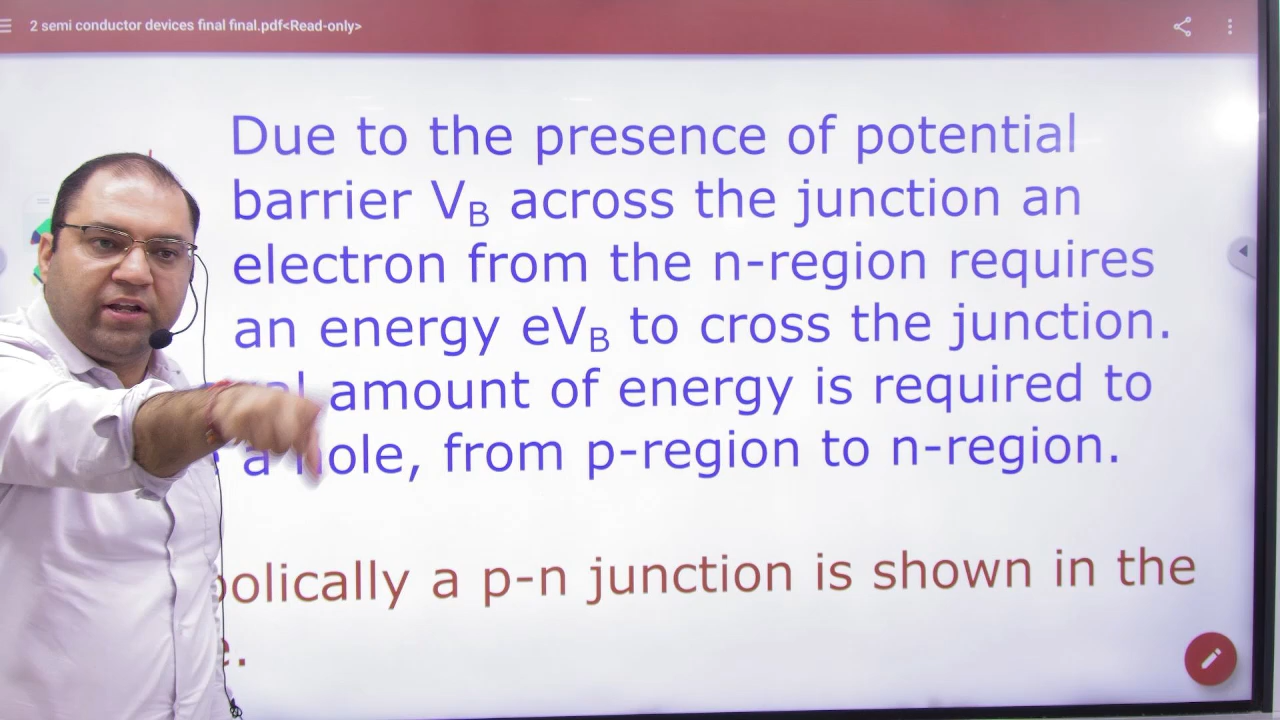 2 semi conductor devices final final.pdf<Read-only>
Due to the presence of potential
barrier VB across the junction an
electron from the n-region requires
an energy eVB to cross the junction.
amount of energy is required to
a hole, from p-region to n-region.
a p-n junction is shown in the